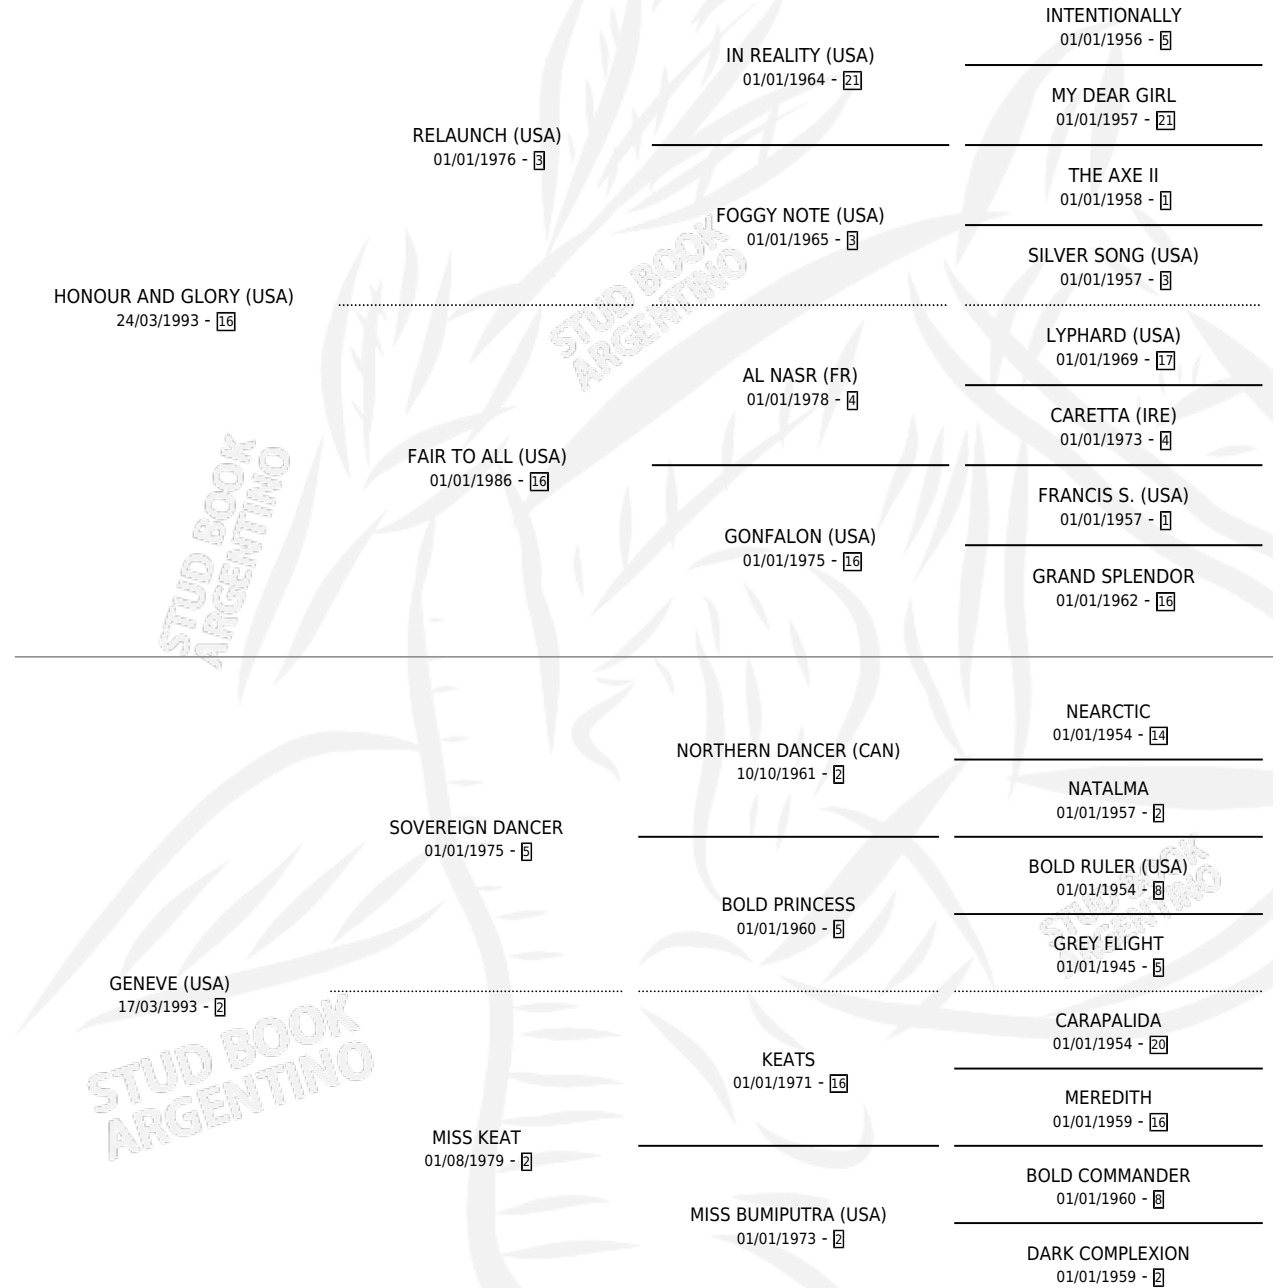 INTENTIONALLY
01/01/1956 - 5
IN REALITY (USA)
01/01/1964 - 21
MY DEAR GIRL
01/01/1957 - 21
RELAUNCH (USA)
01/01/1976 - 3
THE AXE II
01/01/1958 - 1
FOGGY NOTE (USA)
01/01/1965 - 3
SILVER SONG (USA)
01/01/1957 - 3
HONOUR AND GLORY (USA)
24/03/1993 - 16
STUD BOOK
ARGENTINO
LYPHARD (USA)
01/01/1969 - 17
AL NASR (FR)
01/01/1978 - 4
CARETTA (IRE)
01/01/1973 - 4
FAIR TO ALL (USA)
01/01/1986 - 16
FRANCIS S. (USA)
01/01/1957 - 1
GONFALON (USA)
01/01/1975 - 16
GRAND SPLENDOR
01/01/1962 - 16
STUD BOOK
ARGENTINO
NEARCTIC
01/01/1954 - 14
NORTHERN DANCER (CAN)
10/10/1961 - 2
NATALMA
01/01/1957 - 2
SOVEREIGN DANCER
01/01/1975 - 5
BOLD RULER (USA)
01/01/1954 - 8
BOLD PRINCESS
01/01/1960 - 5
GREY FLIGHT
01/01/1945 - 5
STUD BOOK
ARGENTINO
GENEVE (USA)
17/03/1993 - 2
CARAPALIDA
01/01/1954 - 20
KEATS
01/01/1971 - 16
MEREDITH
01/01/1959 - 16
STUD BOOK
ARGENTINO
MISS KEAT
01/08/1979 - 2
BOLD COMMANDER
01/01/1960 - 8
MISS BUMIPUTRA (USA)
01/01/1973 - 2
DARK COMPLEXION
01/01/1959 - 2